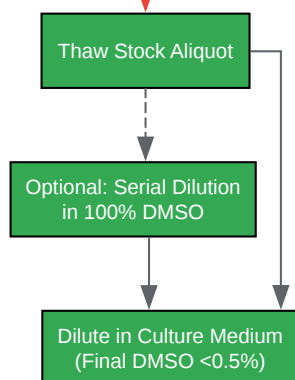 Thaw Stock Aliquot
Optional: Serial Dilution
in 100% DMSO
Dilute in Culture Medium
(Final DMSO <0.5%)